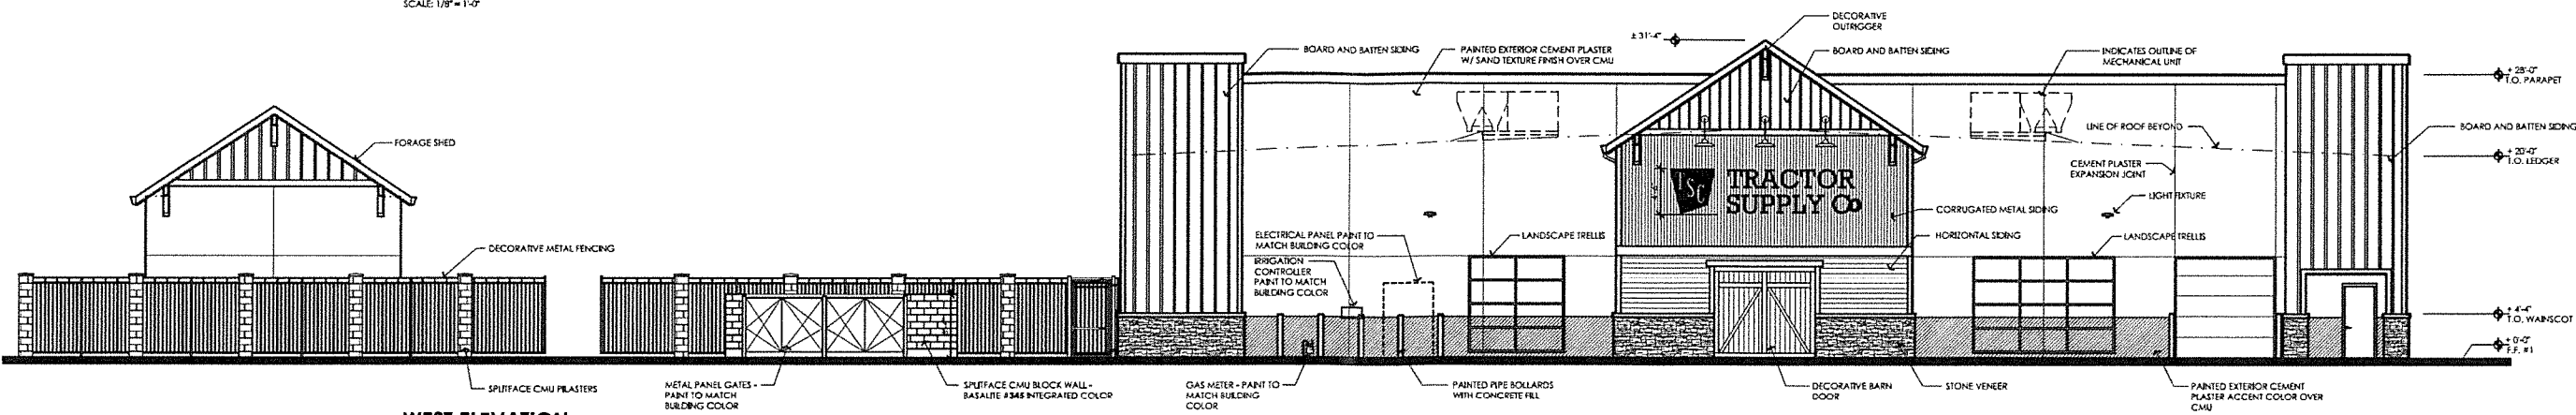 SCALE: 1/8" = 1'-0"
DECORATIVE
OUTRIGGER
± 31'-4"
BOARD AND BATTEN SIDING
PAINTED EXTERIOR CEMENT PLASTER
W/ SAND TEXTURE FINISH OVER CMU
BOARD AND BATTEN SIDING
INDICATES OUTLINE OF
MECHANICAL UNIT
+ 28'-0"
T.O. PARAPET
FORAGE SHED
LINE OF ROOF BEYOND
BOARD AND BATTEN SIDING
+ 20'-0"
T.O. LEDGER
CEMENT PLASTER
EXPANSION JOINT
TSC
TRACTOR
SUPPLY CO
LIGHT FIXTURE
CORRUGATED METAL SIDING
DECORATIVE METAL FENCING
ELECTRICAL PANEL PAINT TO
MATCH BUILDING COLOR
LANDSCAPE TRELLIS
HORIZONTAL SIDING
LANDSCAPE TRELLIS
IRRIGATION
CONTROLLER
PAINT TO MATCH
BUILDING COLOR
+ 4'-4"
T.O. WAINSCOT
+ 0'-0"
F.F. #1
SPLITFACE CMU PILASTERS
METAL PANEL GATES -
PAINT TO MATCH
BUILDING COLOR
SPLITFACE CMU BLOCK WALL -
BASALITE #345 INTEGRATED COLOR
GAS METER - PAINT TO
MATCH BUILDING
COLOR
PAINTED PIPE BOLLARDS
WITH CONCRETE FILL
DECORATIVE BARN
DOOR
STONE VENEER
PAINTED EXTERIOR CEMENT
PLASTER ACCENT COLOR OVER
CMU
WEST ELEVATION